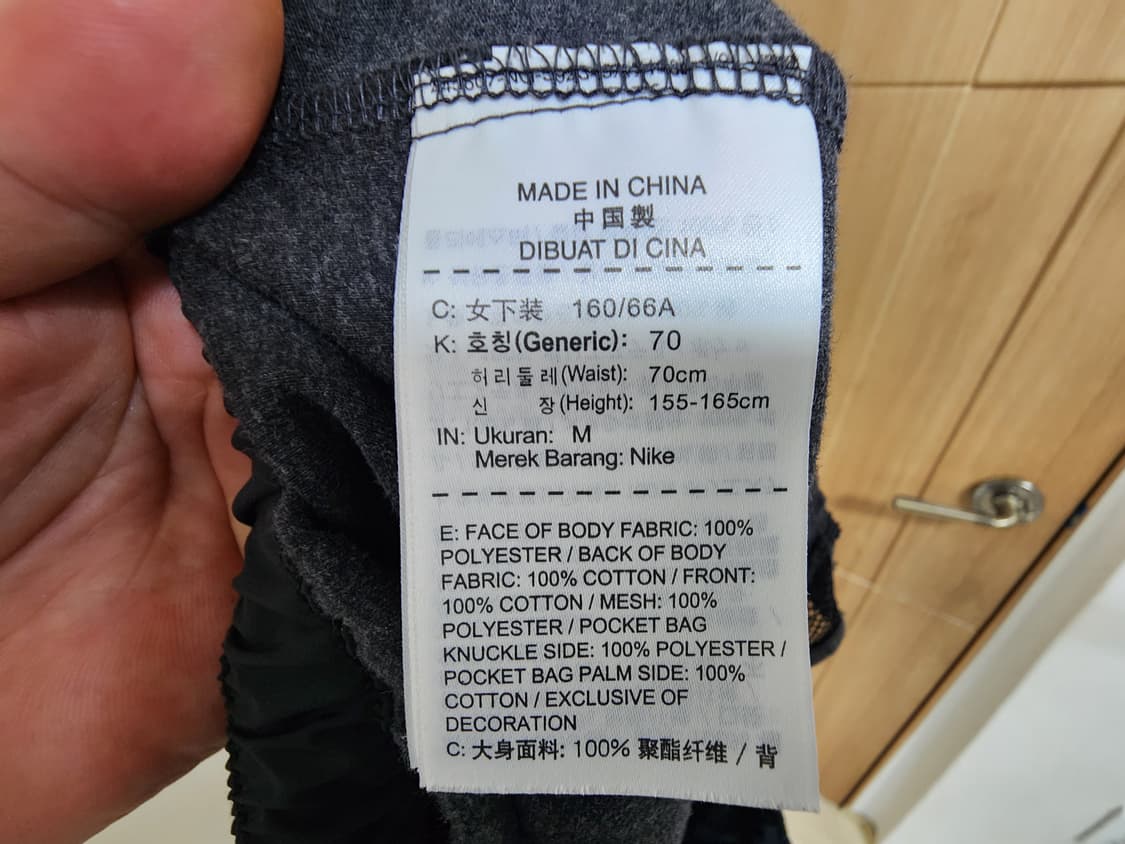 MADE IN CHINA
中国製
DIBUAT DI CINA
C: 女下装 160/66A
K: 호칭(Generic): 70
허리둘레(Waist): 70cm
신 장(Height): 155-165cm
IN: Ukuran: M
Merek Barang: Nike
E: FACE OF BODY FABRIC: 100%
POLYESTER / BACK OF BODY
FABRIC: 100% COTTON / FRONT:
100% COTTON / MESH: 100%
POLYESTER / POCKET BAG
KNUCKLE SIDE: 100% POLYESTER /
POCKET BAG PALM SIDE: 100%
COTTON / EXCLUSIVE OF
DECORATION
C: 大身面料: 100% 聚酯纤维 / 背